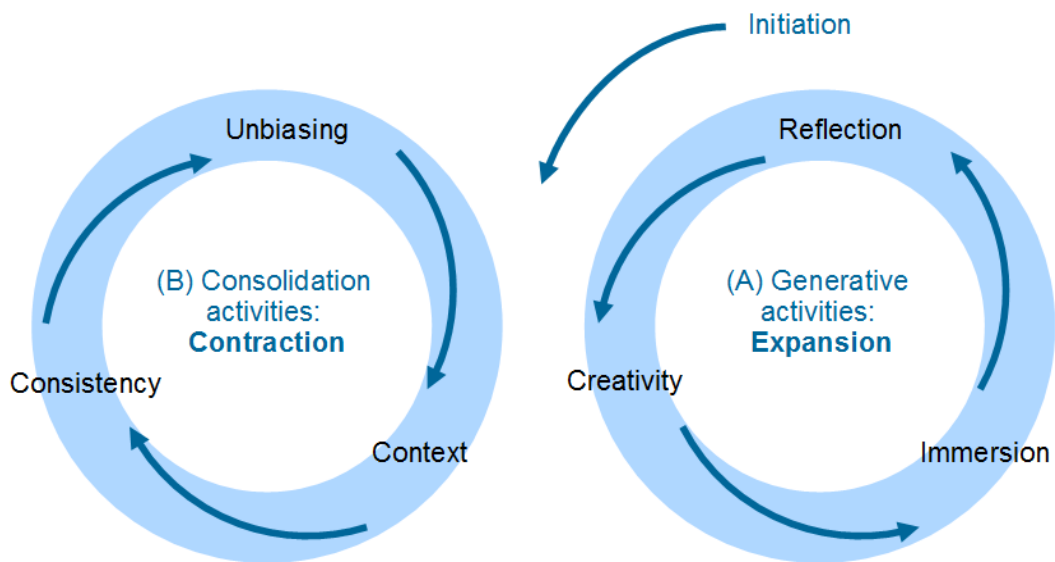 Initiation
Unbiasing
Reflection
(B) Consolidation
activities:
Contraction
(A) Generative
activities:
Expansion
Consistency
Creativity
Context
Immersion